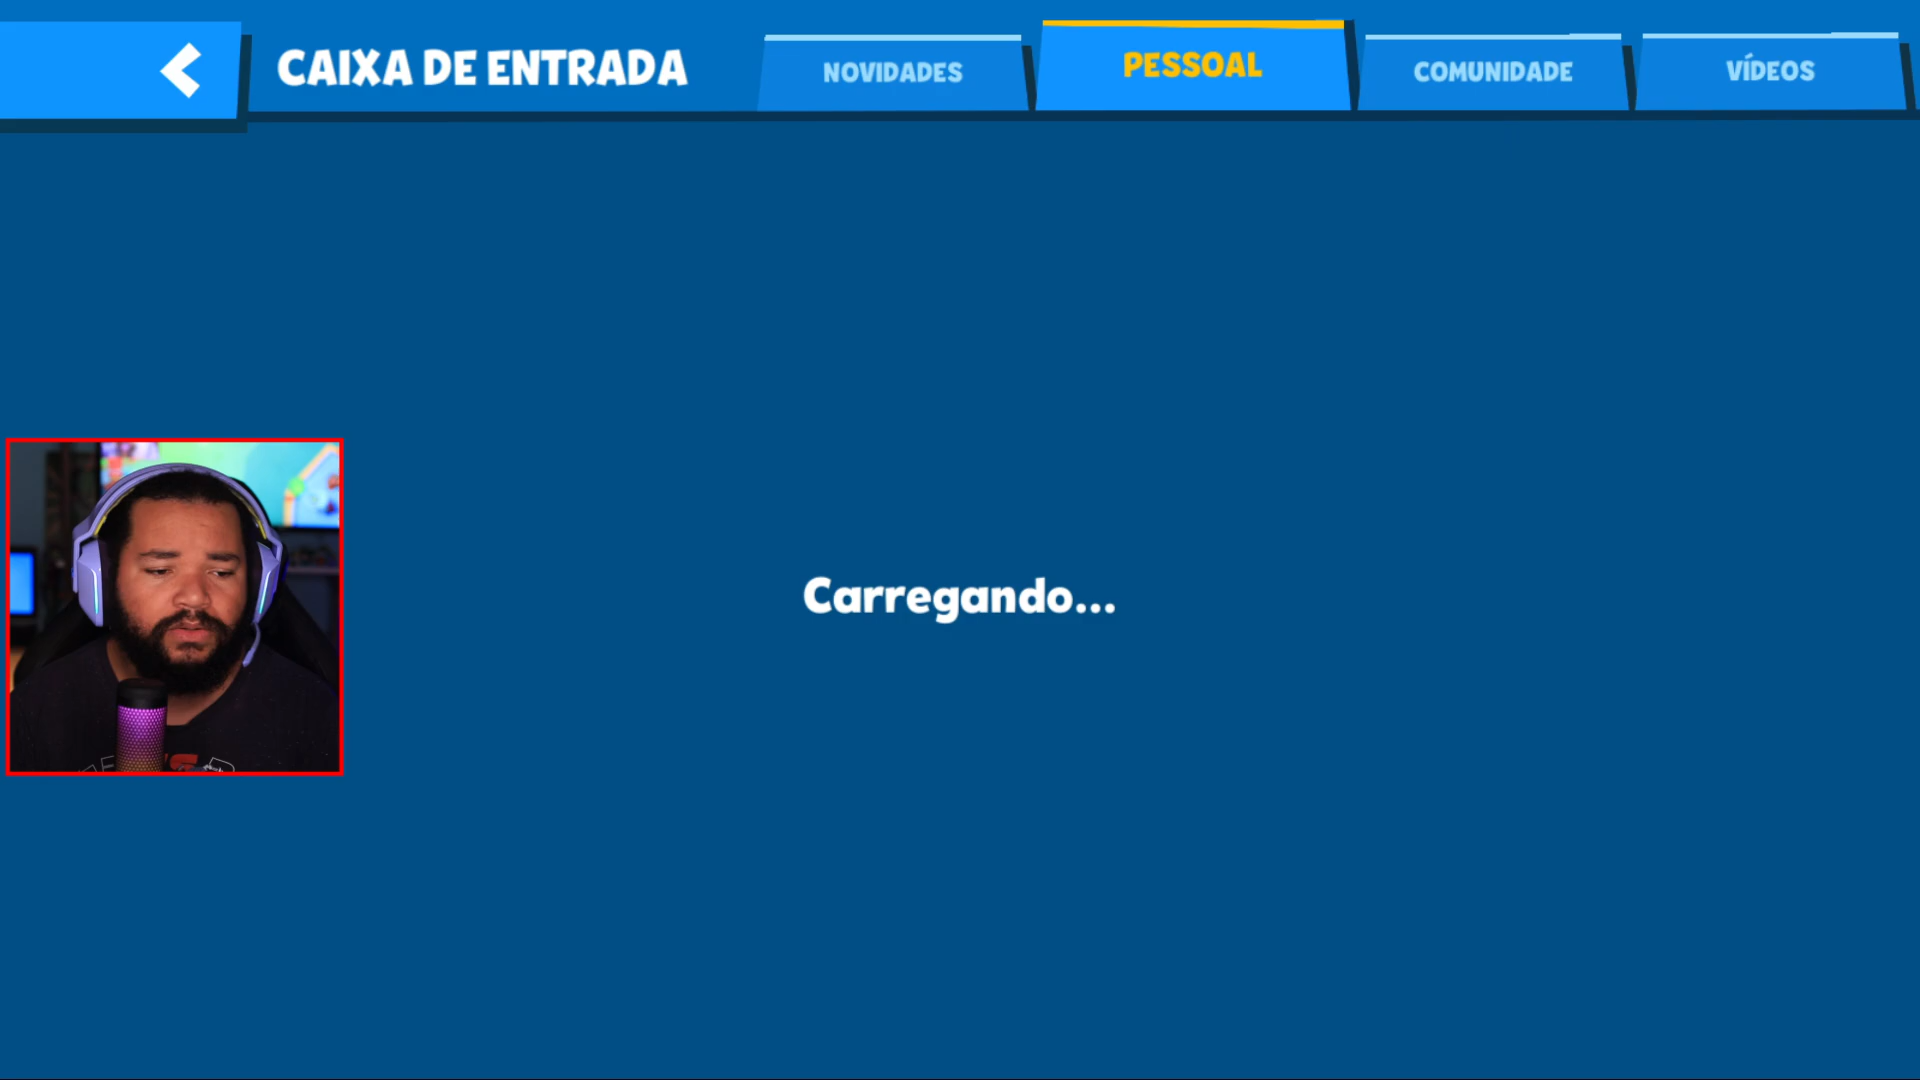 CAIXA DE ENTRADA
NOVIDADES
PESSOAL
COMUNIDADE
VÍDEOS
Carregando...